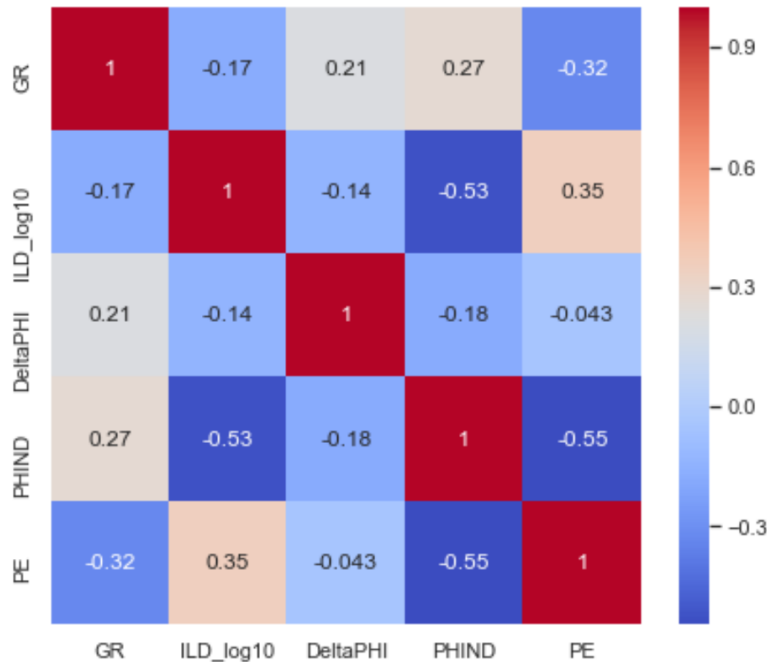 GR 1 -0.17 0.21 0.27 -0.32
ILD_log10 -0.17 1 -0.14 -0.53 0.35
DeltaPHI 0.21 -0.14 1 -0.18 -0.043
PHIND 0.27 -0.53 -0.18 1 -0.55
PE -0.32 0.35 -0.043 -0.55 1
GR ILD_log10 DeltaPHI PHIND PE
0.9
0.6
0.3
0.0
-0.3